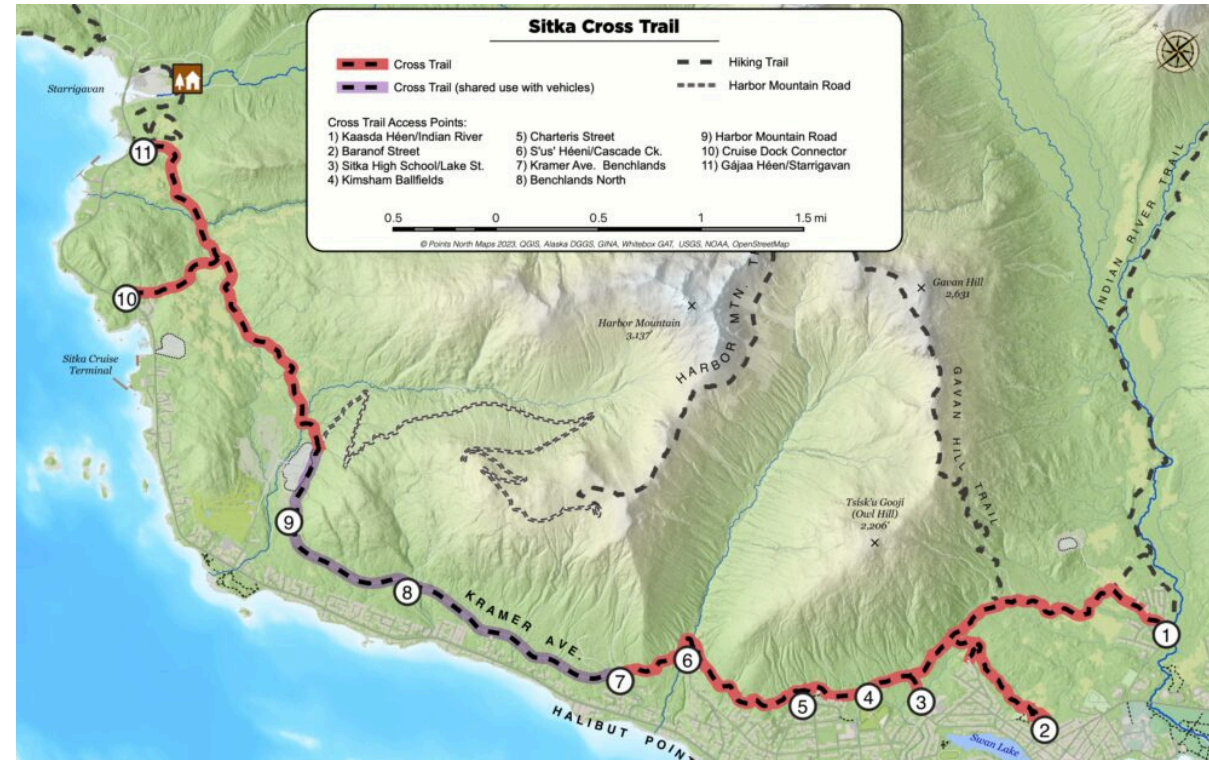 Sitka Cross Trail
Cross Trail
Cross Trail (shared use with vehicles)
Hiking Trail
Harbor Mountain Road
Cross Trail Access Points:
1) Kaasda Héen/Indian River
2) Baranof Street
3) Sitka High School/Lake St.
4) Kimsham Ballfields
5) Charteris Street
6) S'us' Héeni/Cascade Ck.
7) Kramer Ave. Benchlands
8) Benchlands North
9) Harbor Mountain Road
10) Cruise Dock Connector
11) Gájaa Héen/Starrigavan
0.5 0 0.5 1 1.5 mi
© Points North Maps 2023, QGIS, Alaska DGGS, GINA, Whitebox GAT, USGS, NOAA, OpenStreetMap
Starrigavan
11
10
Sitka Cruise
Terminal
Harbor Mountain
3,137'
HARBOR MTN. T
Gavan Hill
2,631
GAVAN HILL TRAIL
INDIAN RIVER TRAIL
Tsisk'u Gooji
(Owl Hill)
2,206'
9
8
KRAMER AVE.
7
6
5
4
3
2
1
HALIBUT POIN
Swan Lake